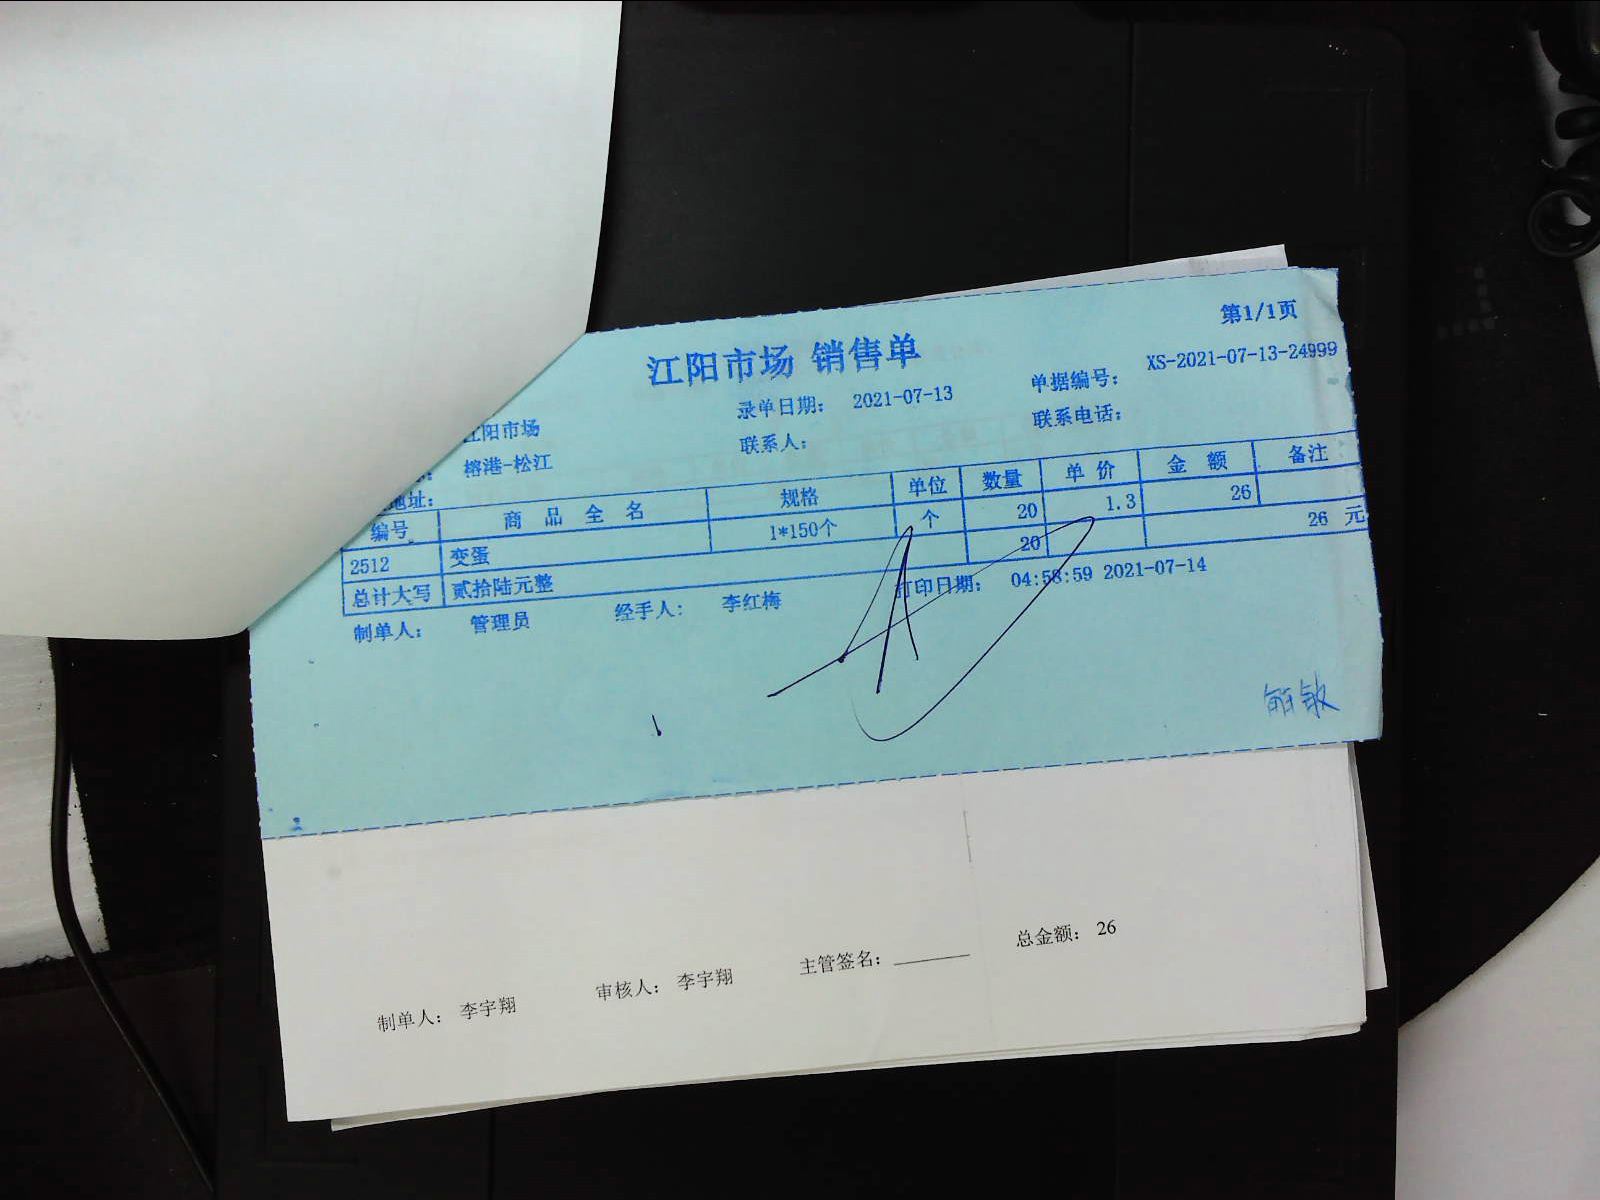 第1/1页
江阳市场 销售单
江阳市场 录单日期: 2021-07-13 单据编号: XS-2021-07-13-24999
榕港-松江 联系人: 联系电话:
地址:
编号 商品全名 规格 单位 数量 单价 金额 备注
2512 变蛋 1*150个 个 20 1.3 26
总计大写 贰拾陆元整 20 26 元
制单人: 管理员 经手人: 李红梅 打印日期: 04:58:59 2021-07-14
制单人: 李宇翔 审核人: 李宇翔 主管签名: 总金额: 26